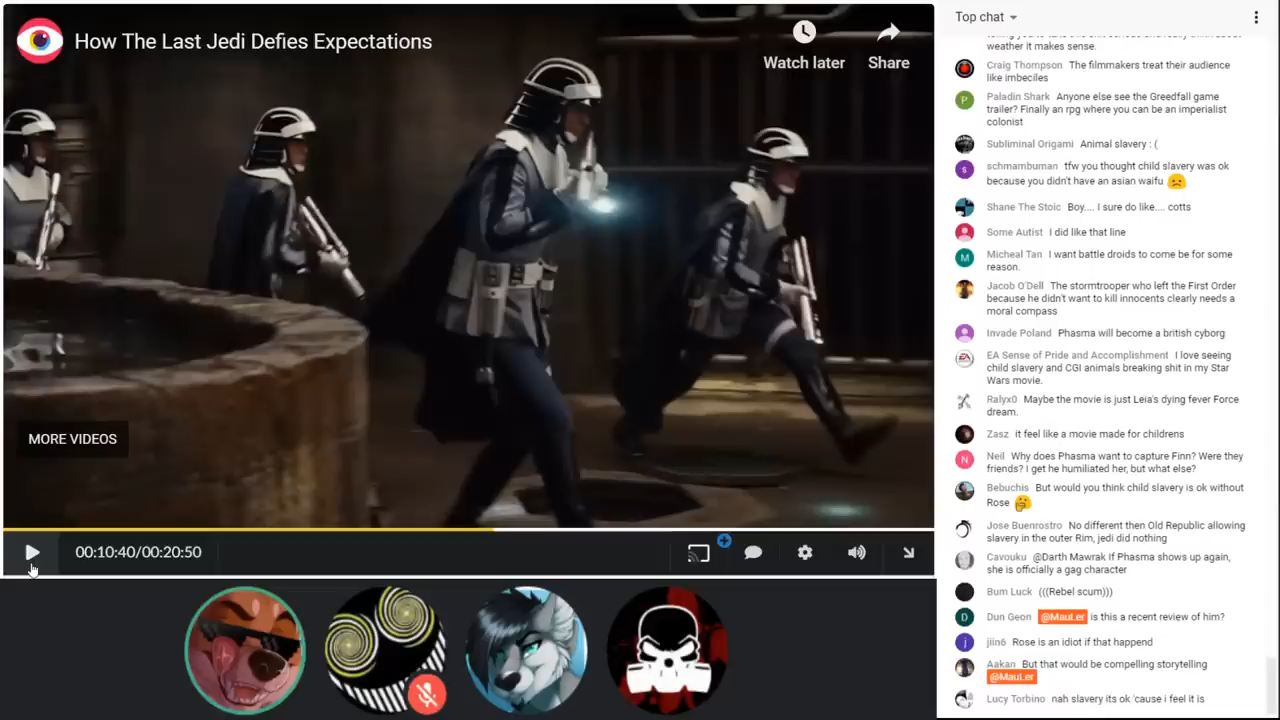 How The Last Jedi Defies Expectations
Watch later
Share
MORE VIDEOS
00:10:40/00:20:50
Top chat
weather it makes sense.
Craig Thompson The filmmakers treat their audience
like imbeciles
P
Paladin Shark Anyone else see the Greedfall game
trailer? Finally an rpg where you can be an imperialist
colonist
Subliminal Origami Animal slavery : (
s
schmambuman tfw you thought child slavery was ok
because you didn't have an asian waifu
Shane The Stoic Boy.... I sure do like.... cotts
Some Autist I did like that line
M
Micheal Tan I want battle droids to come be for some
reason.
Jacob O'Dell The stormtrooper who left the First Order
because he didn't want to kill innocents clearly needs a
moral compass
Invade Poland Phasma will become a british cyborg
EA
EA Sense of Pride and Accomplishment I love seeing
child slavery and CGI animals breaking shit in my Star
Wars movie.
Ralyx0 Maybe the movie is just Leia's dying fever Force
dream.
Zasz it feel like a movie made for childrens
N
Neil Why does Phasma want to capture Finn? Were they
friends? I get he humiliated her, but what else?
Bebuchis But would you think child slavery is ok without
Rose
Jose Buenrostro No different then Old Republic allowing
slavery in the outer Rim, jedi did nothing
Cavouku @Darth Mawrak If Phasma shows up again,
she is officially a gag character
Bum Luck (((Rebel scum)))
D
Dun Geon @MauLer is this a recent review of him?
j
jiin6 Rose is an idiot if that happend
Aakan But that would be compelling storytelling
@MauLer
Lucy Torbino nah slavery its ok 'cause i feel it is